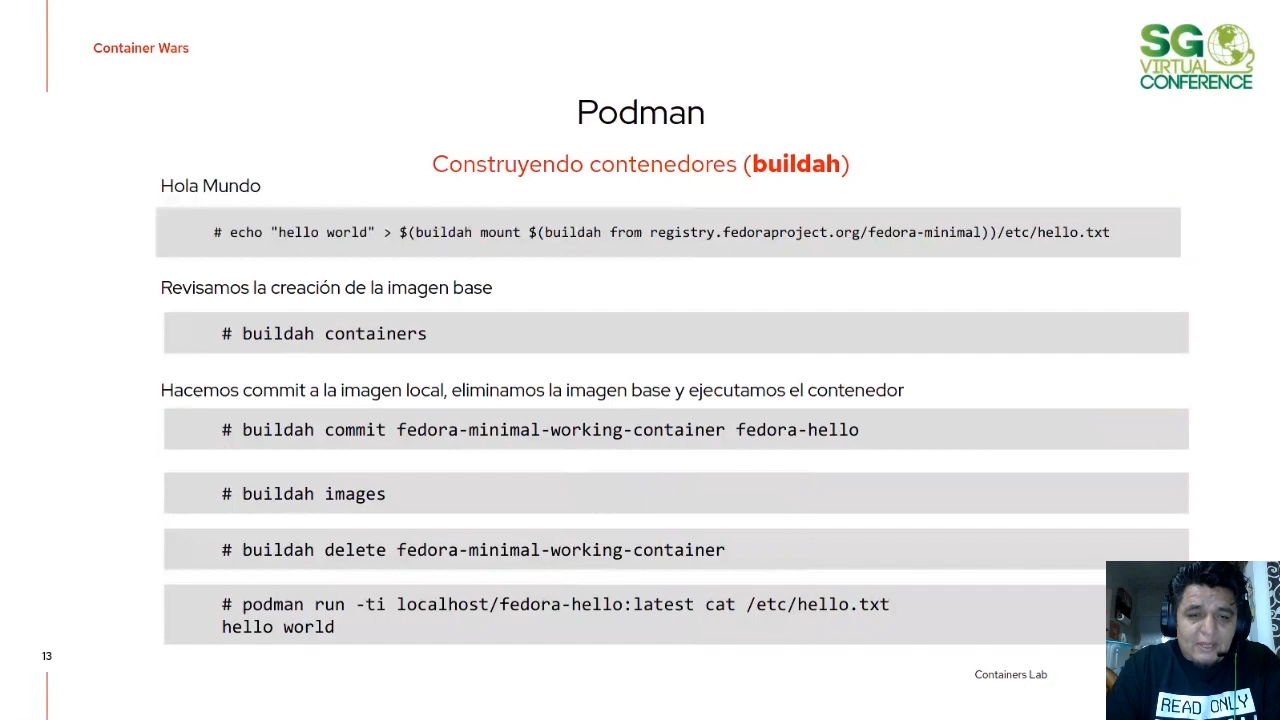 Container Wars
SG
VIRTUAL
CONFERENCE
Podman
Construyendo contenedores (buildah)
Hola Mundo
# echo "hello world" > $(buildah mount $(buildah from registry.fedoraproject.org/fedora-minimal))/etc/hello.txt
Revisamos la creación de la imagen base
# buildah containers
Hacemos commit a la imagen local, eliminamos la imagen base y ejecutamos el contenedor
# buildah commit fedora-minimal-working-container fedora-hello
# buildah images
# buildah delete fedora-minimal-working-container
# podman run -ti localhost/fedora-hello:latest cat /etc/hello.txt
hello world
13
Containers Lab
READ ONLY